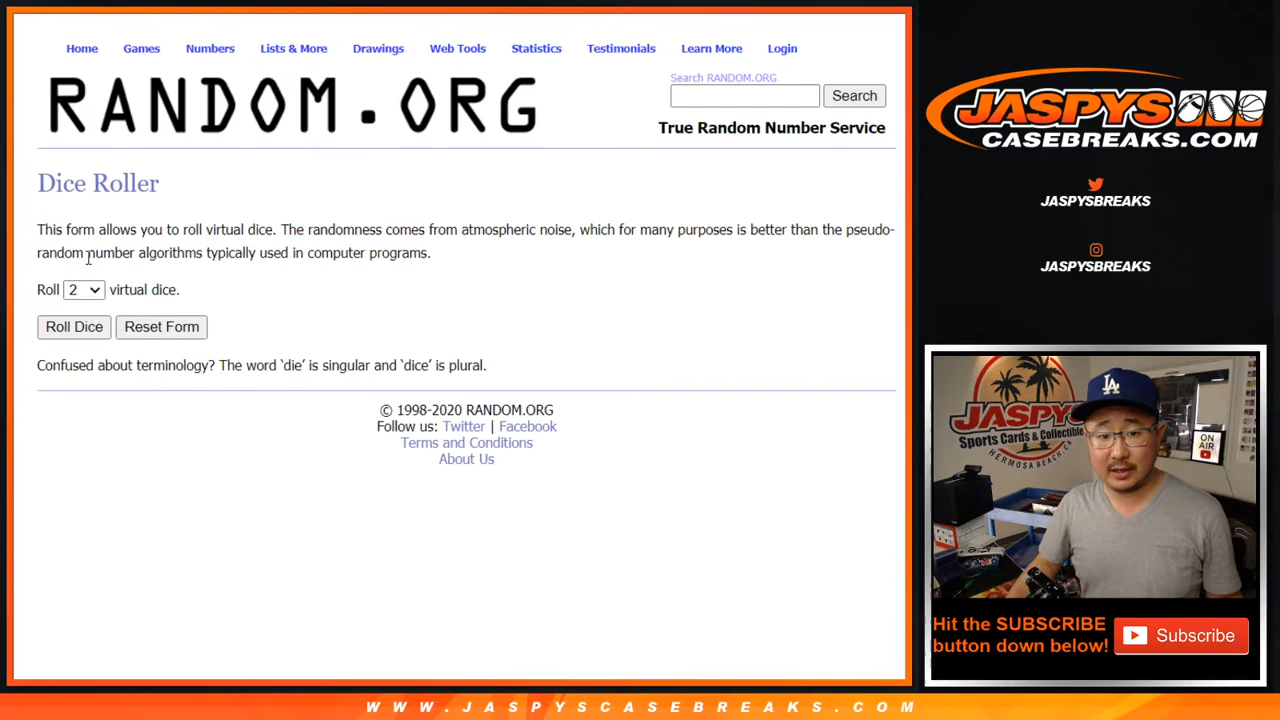 Home Games Numbers Lists & More Drawings Web Tools Statistics Testimonials Learn More Login
RANDOM.ORG
Search RANDOM.ORG
Search
True Random Number Service
Dice Roller
This form allows you to roll virtual dice. The randomness comes from atmospheric noise, which for many purposes is better than the pseudo-
random number algorithms typically used in computer programs.
Roll 2 virtual dice.
Roll Dice Reset Form
Confused about terminology? The word ‘die’ is singular and ‘dice’ is plural.
© 1998-2020 RANDOM.ORG
Follow us: Twitter | Facebook
Terms and Conditions
About Us
JASPYS
CASEBREAKS.COM
JASPYSBREAKS
JASPYSBREAKS
JASPYS
Sports Cards & Collectible
HERMOSA BEACH, CA
LA
ON
AIR
Hit the SUBSCRIBE
button down below!
Subscribe
WWW.JASPYSCASEBREAKS.COM